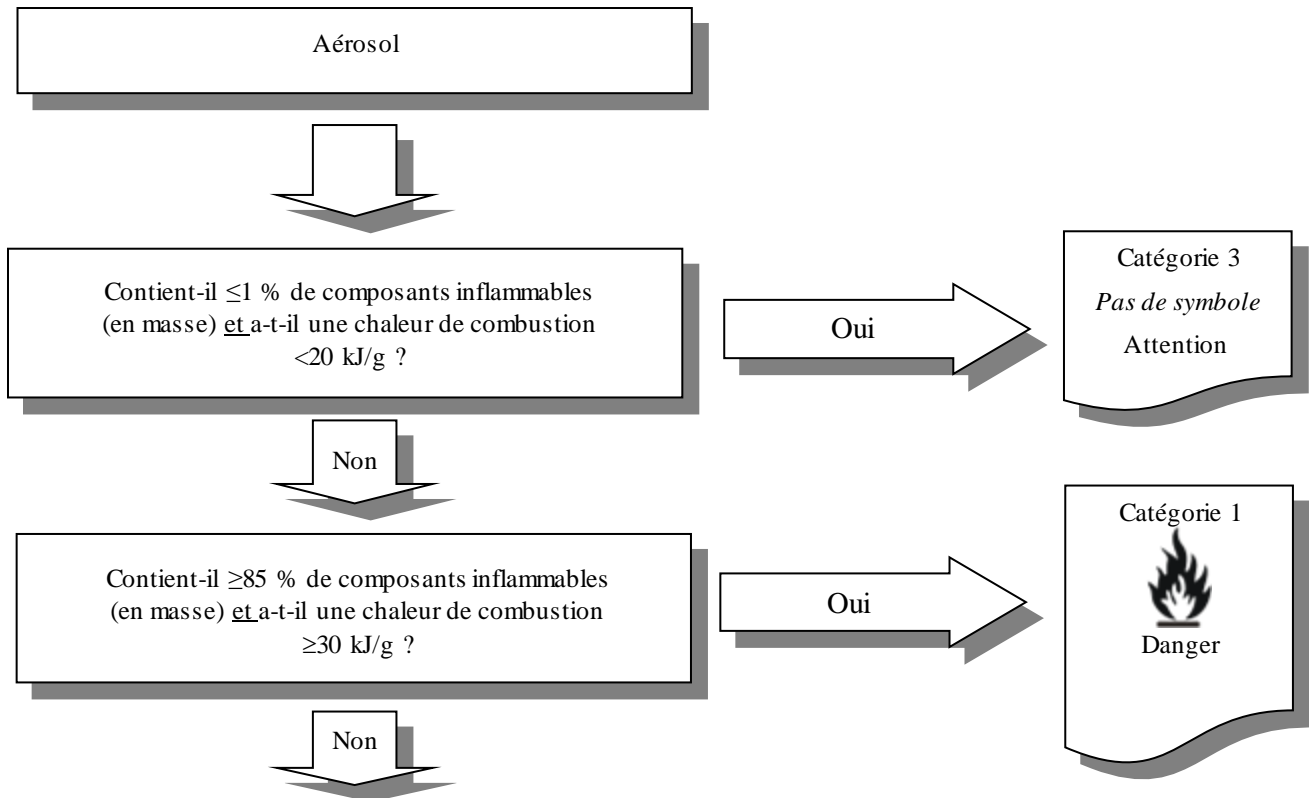 Aérosol
Contient-il ≤1 % de composants inflammables
(en masse) et a-t-il une chaleur de combustion
<20 kJ/g ?
Oui
Catégorie 3
Pas de symbole
Attention
Non
Contient-il ≥85 % de composants inflammables
(en masse) et a-t-il une chaleur de combustion
≥30 kJ/g ?
Oui
Catégorie 1
Danger
Non